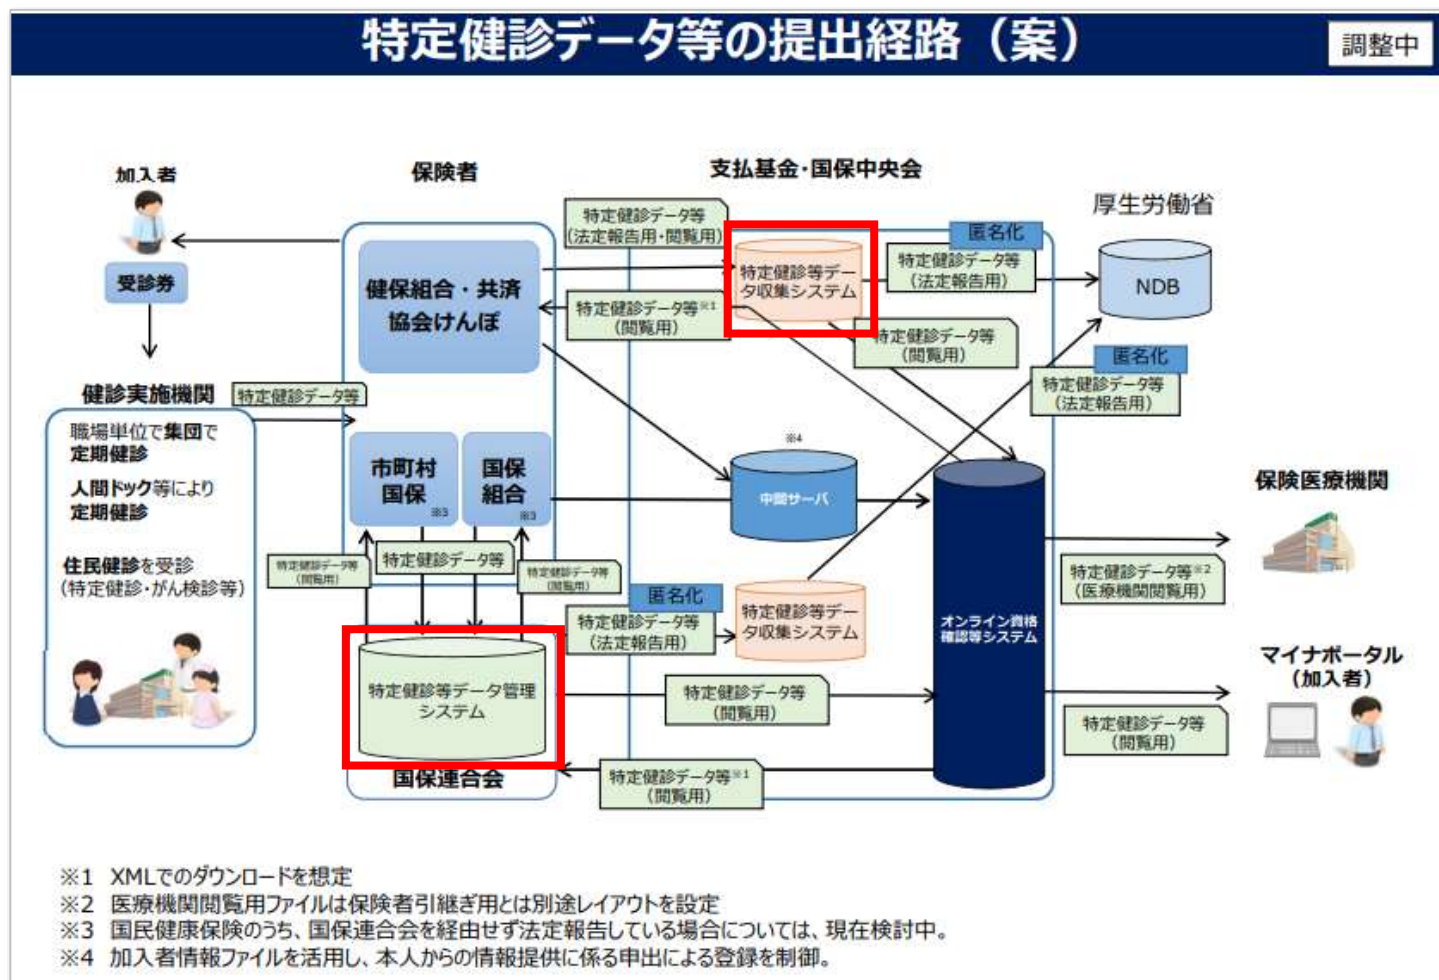 特定健診データ等の提出経路（案）
調整中
加入者
保険者
支払基金・国保中央会
厚生労働省
受診券
健保組合・共済
協会けんぽ
特定健診データ等
（法定報告用・閲覧用）
特定健診等デー
タ収集システム
匿名化
特定健診データ等
（法定報告用）
NDB
特定健診データ等※1
（閲覧用）
特定健診データ等
（閲覧用）
匿名化
特定健診データ等
（法定報告用）
健診実施機関
特定健診データ等
職場単位で集団で
定期健診
人間ドック等により
定期健診
住民健診を受診
（特定健診・がん検診等）
市町村
国保
※3
国保
組合
※3
※4
中間サーバ
保険医療機関
特定健診データ等
（閲覧用）
特定健診データ等
特定健診データ等
（閲覧用）
匿名化
特定健診データ等
（法定報告用）
特定健診等デー
タ収集システム
オンライン資格
確認等システム
特定健診データ等※2
（医療機関閲覧用）
特定健診等データ管理
システム
特定健診データ等
（閲覧用）
マイナポータル
（加入者）
特定健診データ等
（閲覧用）
国保連合会
特定健診データ等※1
（閲覧用）
※1 XMLでのダウンロードを想定
※2 医療機関閲覧用ファイルは保険者引継ぎ用とは別途レイアウトを設定
※3 国民健康保険のうち、国保連合会を経由せず法定報告している場合については、現在検討中。
※4 加入者情報ファイルを活用し、本人からの情報提供に係る申出による登録を制御。